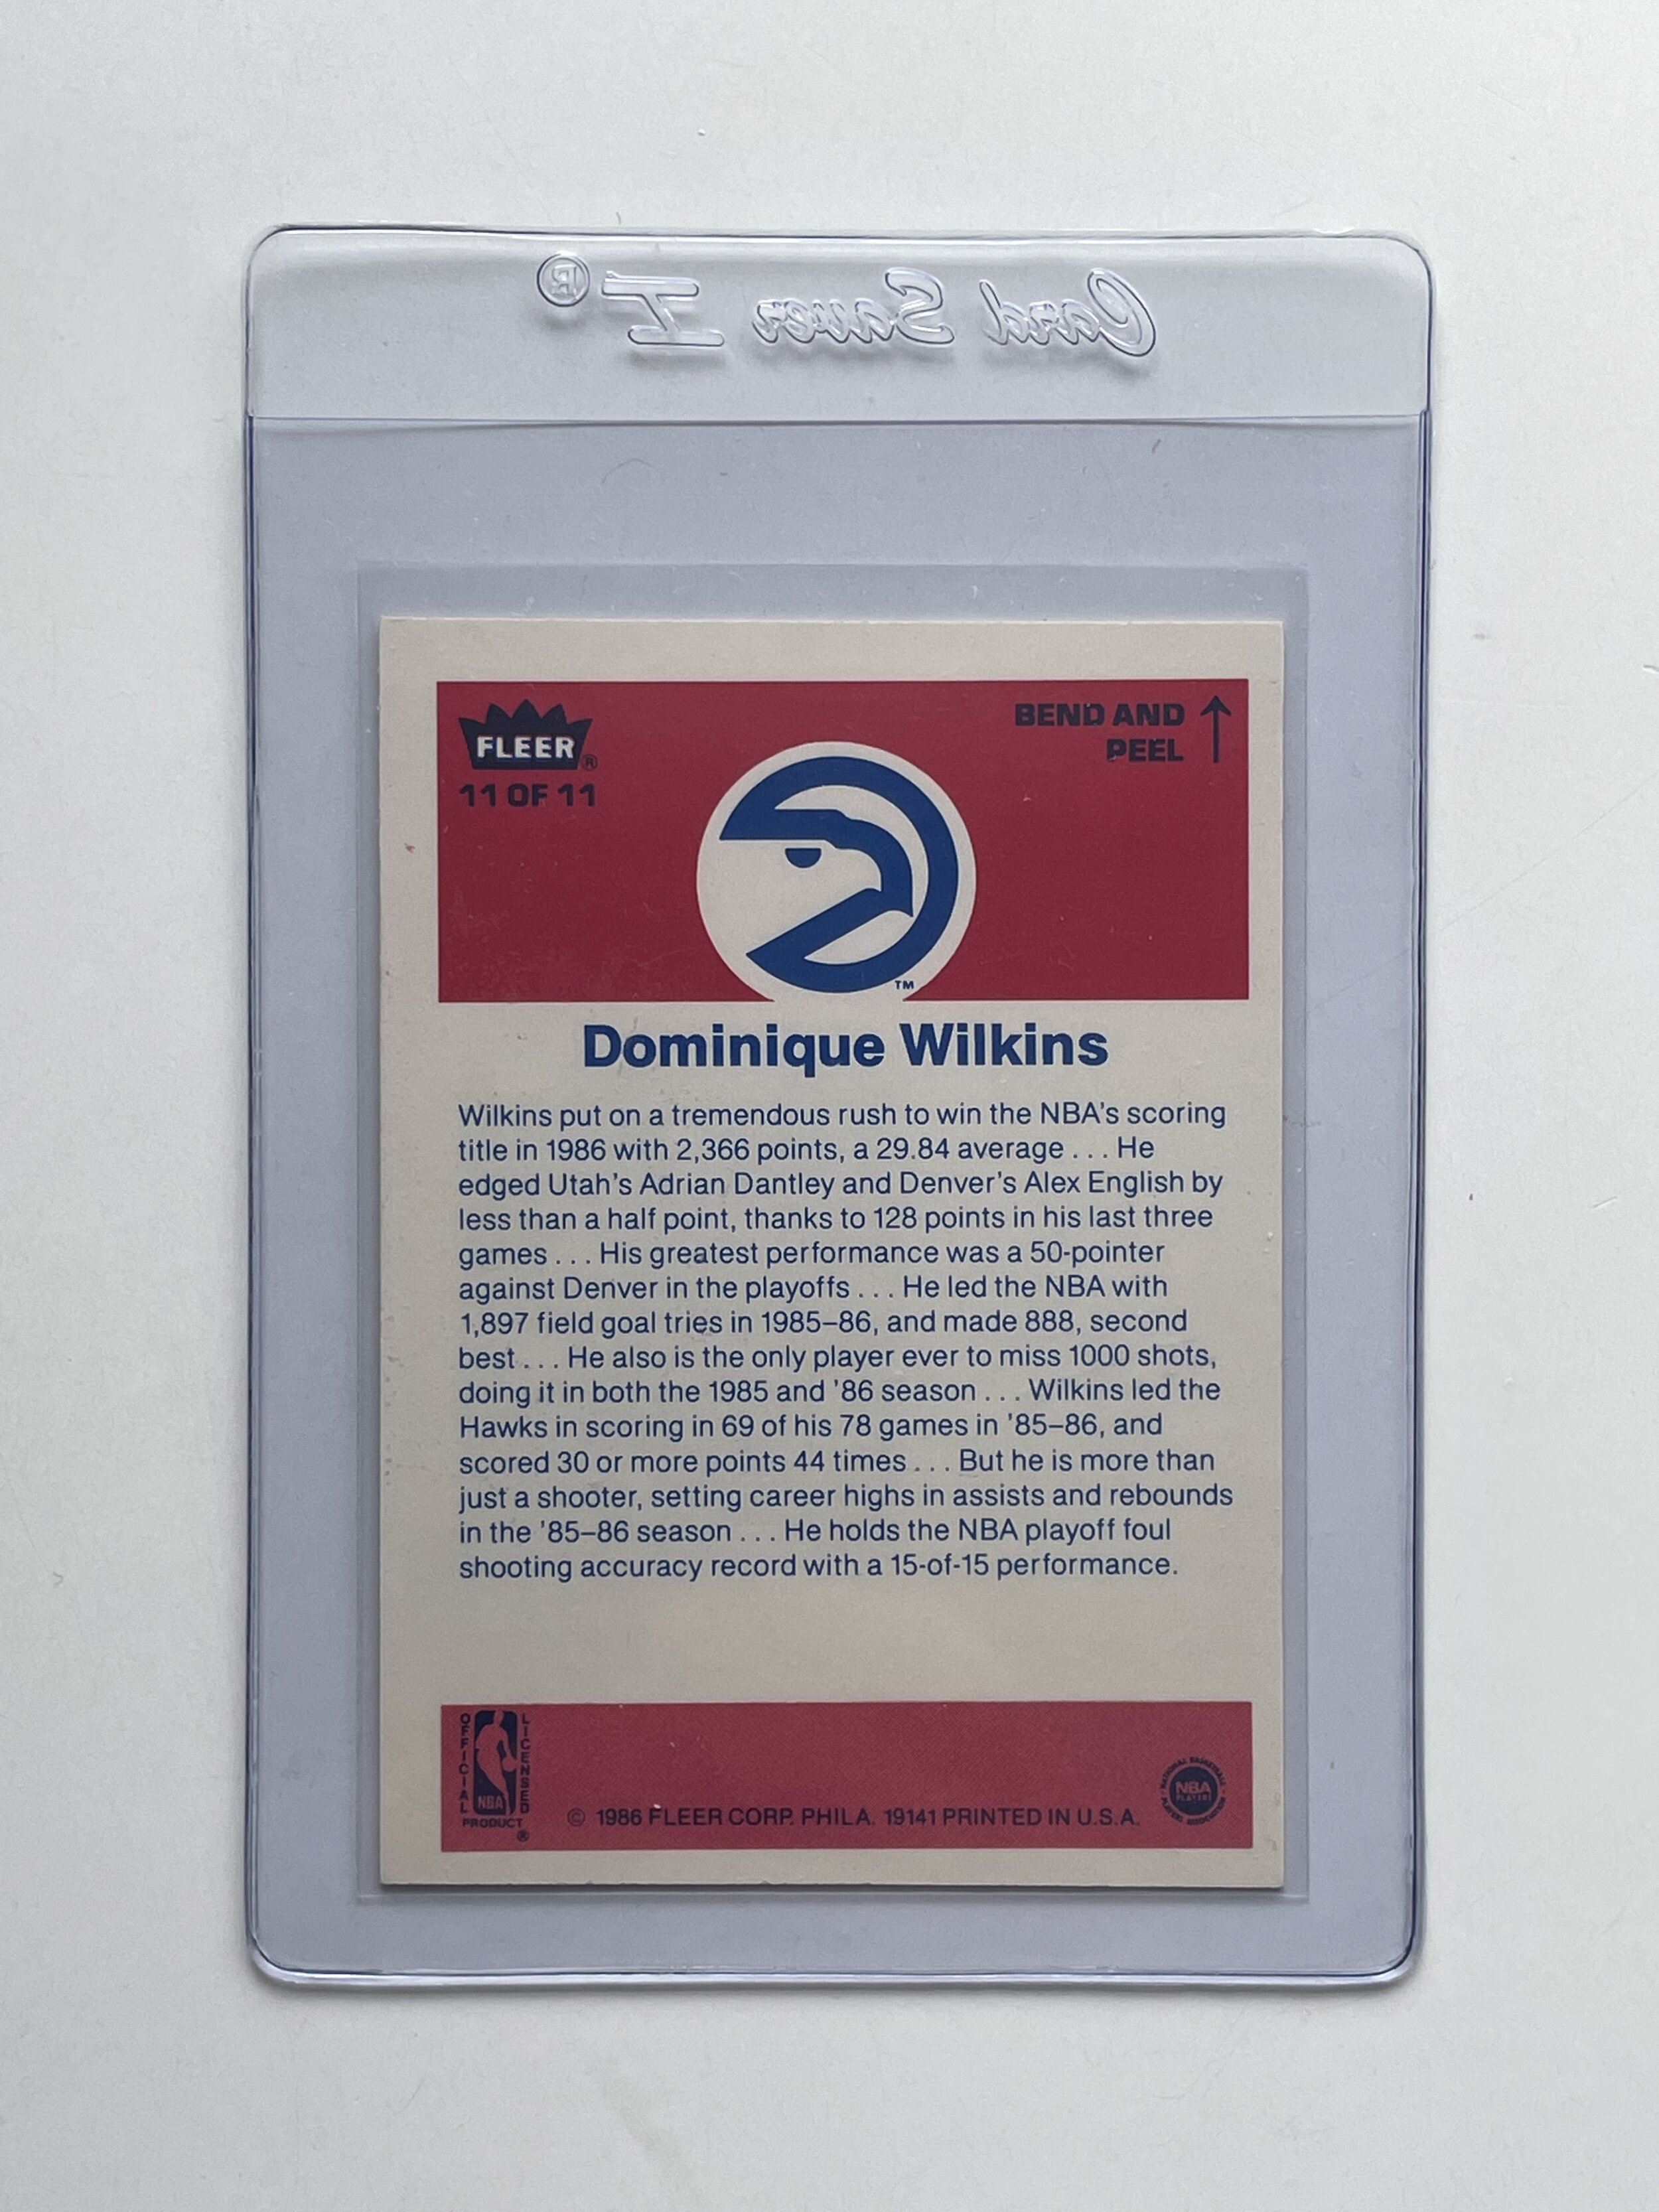 Card Saver I®
FLEER®
11 OF 11
BEND AND
PEEL
TM
Dominique Wilkins
Wilkins put on a tremendous rush to win the NBA's scoring
title in 1986 with 2,366 points, a 29.84 average . . . He
edged Utah's Adrian Dantley and Denver's Alex English by
less than a half point, thanks to 128 points in his last three
games . . . His greatest performance was a 50-pointer
against Denver in the playoffs . . . He led the NBA with
1,897 field goal tries in 1985–86, and made 888, second
best . . . He also is the only player ever to miss 1000 shots,
doing it in both the 1985 and '86 season . . . Wilkins led the
Hawks in scoring in 69 of his 78 games in '85–86, and
scored 30 or more points 44 times . . . But he is more than
just a shooter, setting career highs in assists and rebounds
in the '85–86 season . . . He holds the NBA playoff foul
shooting accuracy record with a 15-of-15 performance.
OFFICIAL LICENSED
NBA
PRODUCT
®
© 1986 FLEER CORP. PHILA. 19141 PRINTED IN U.S.A.
NATIONAL BASKETBALL
NBA
PLAYERS
PLAYERS ASSOCIATION